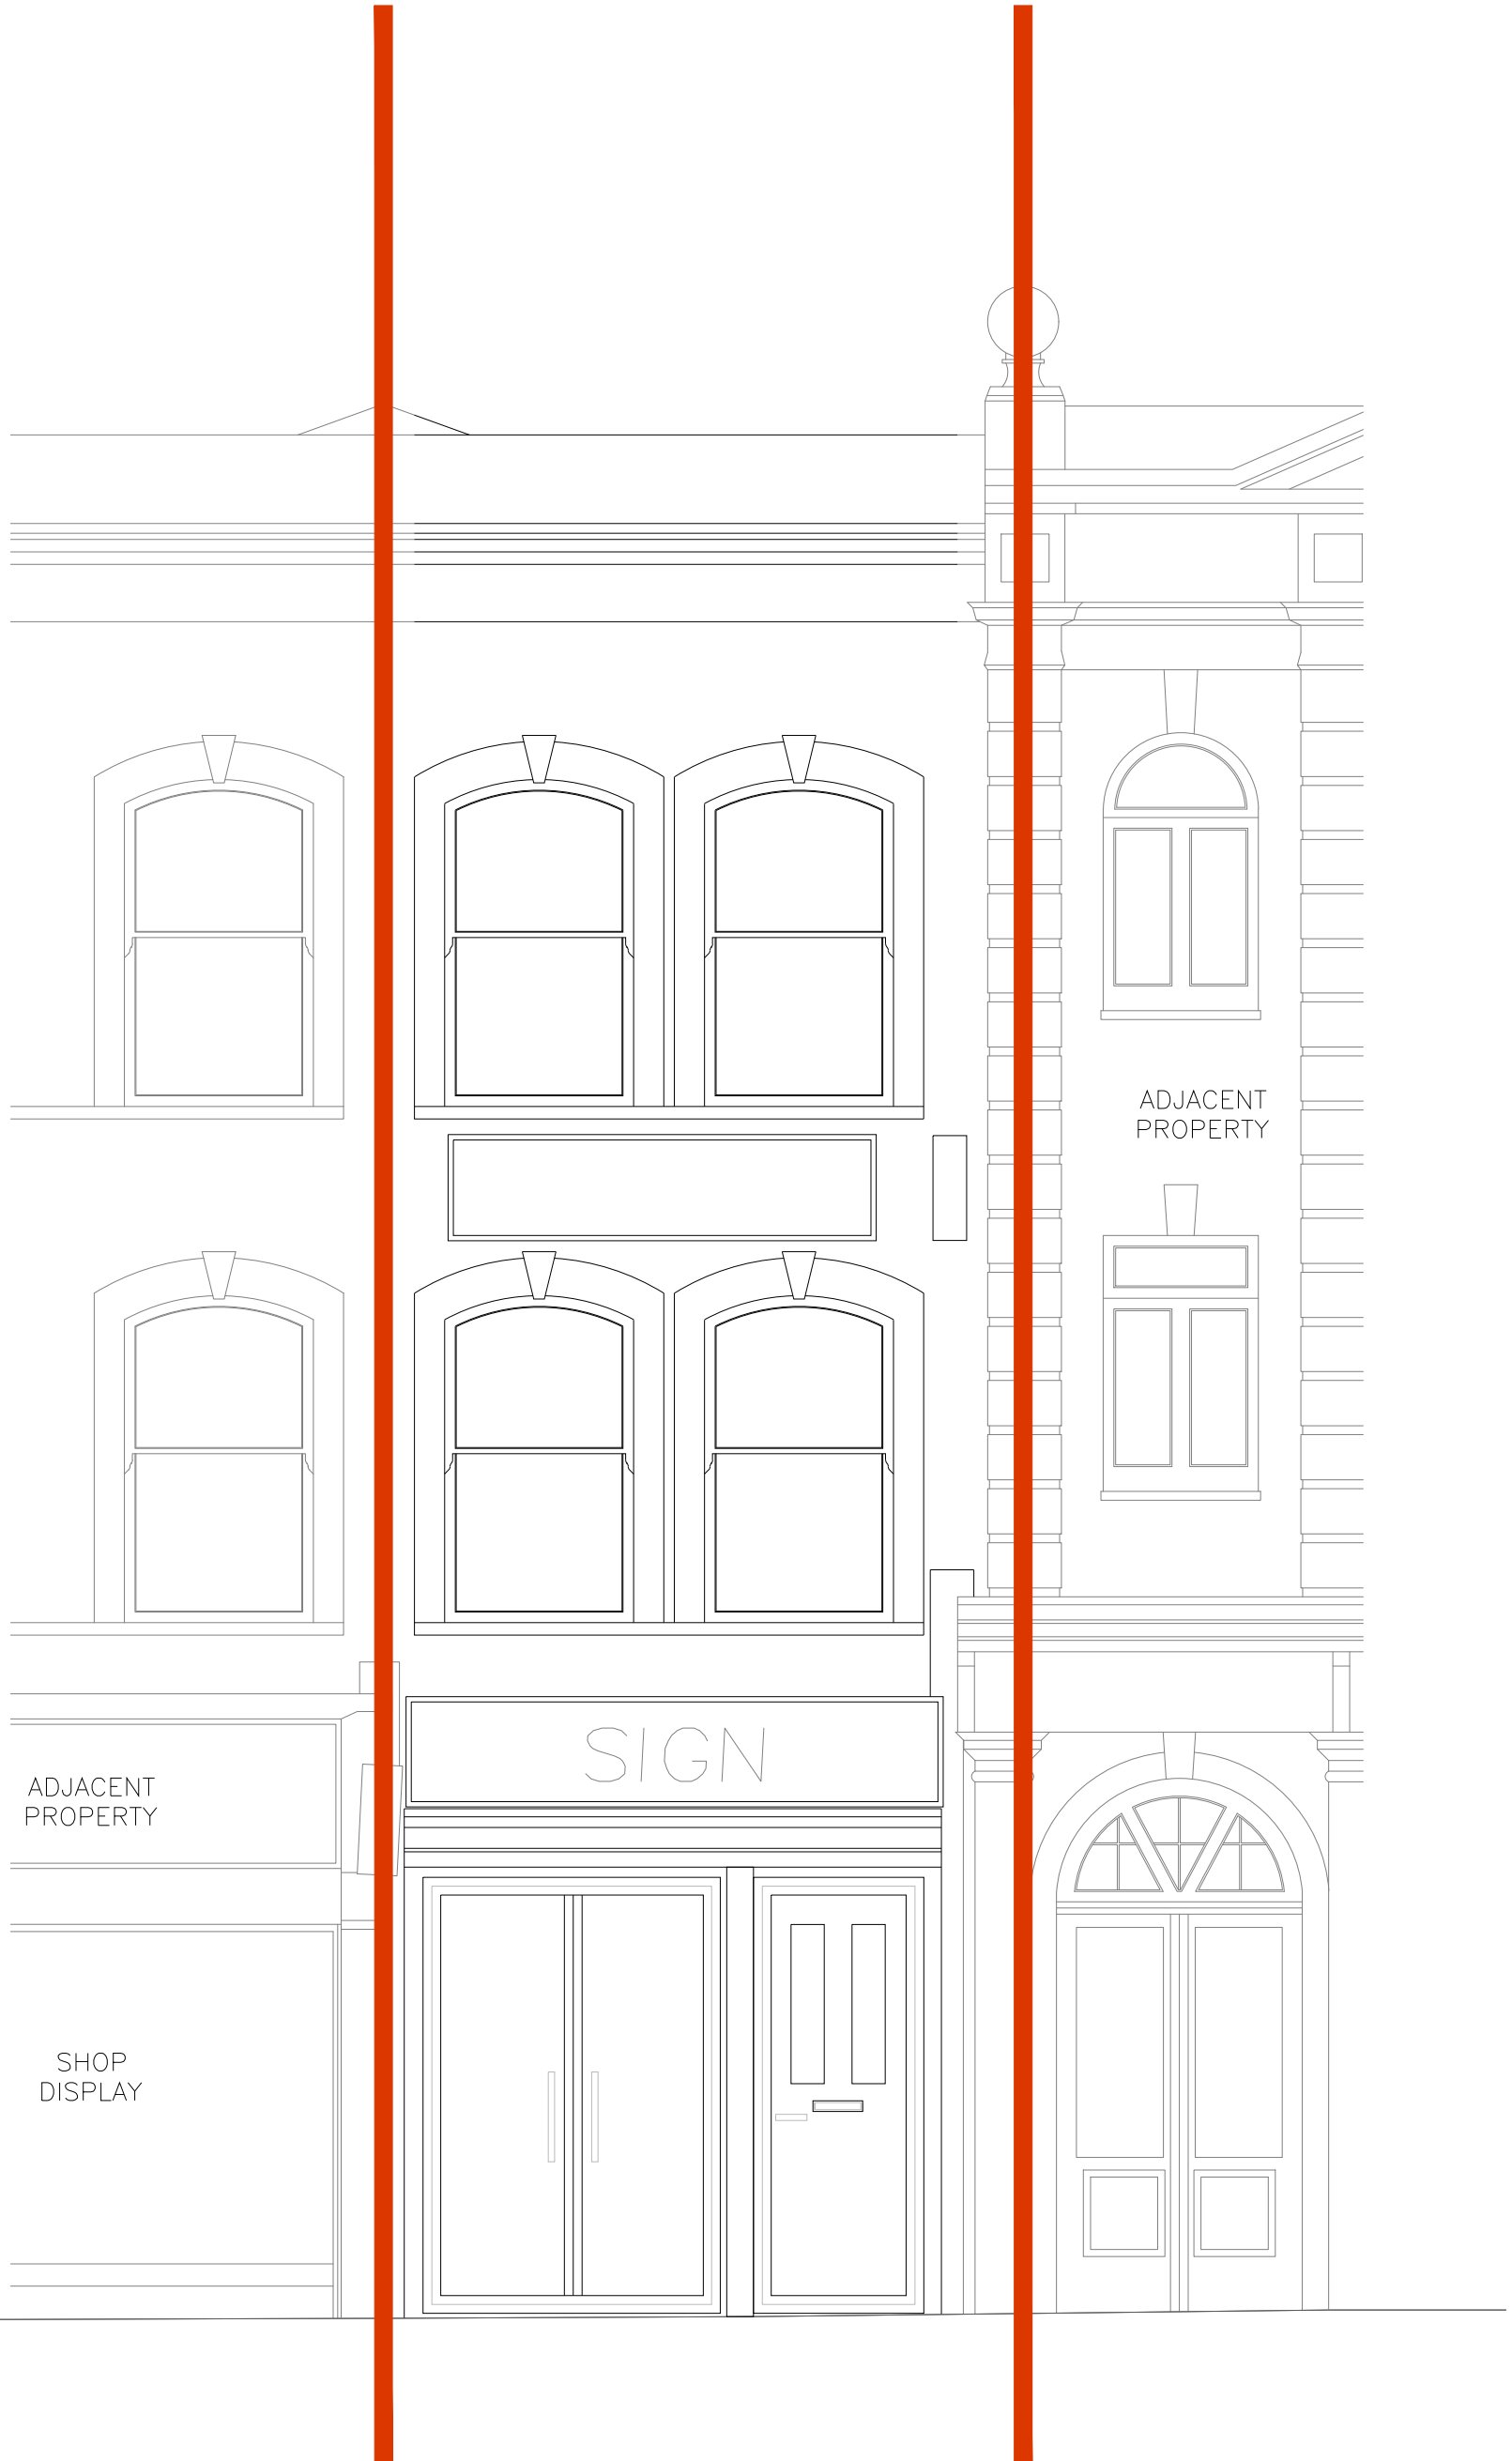 ADJACENT
PROPERTY
SIGN
ADJACENT
PROPERTY
SHOP
DISPLAY